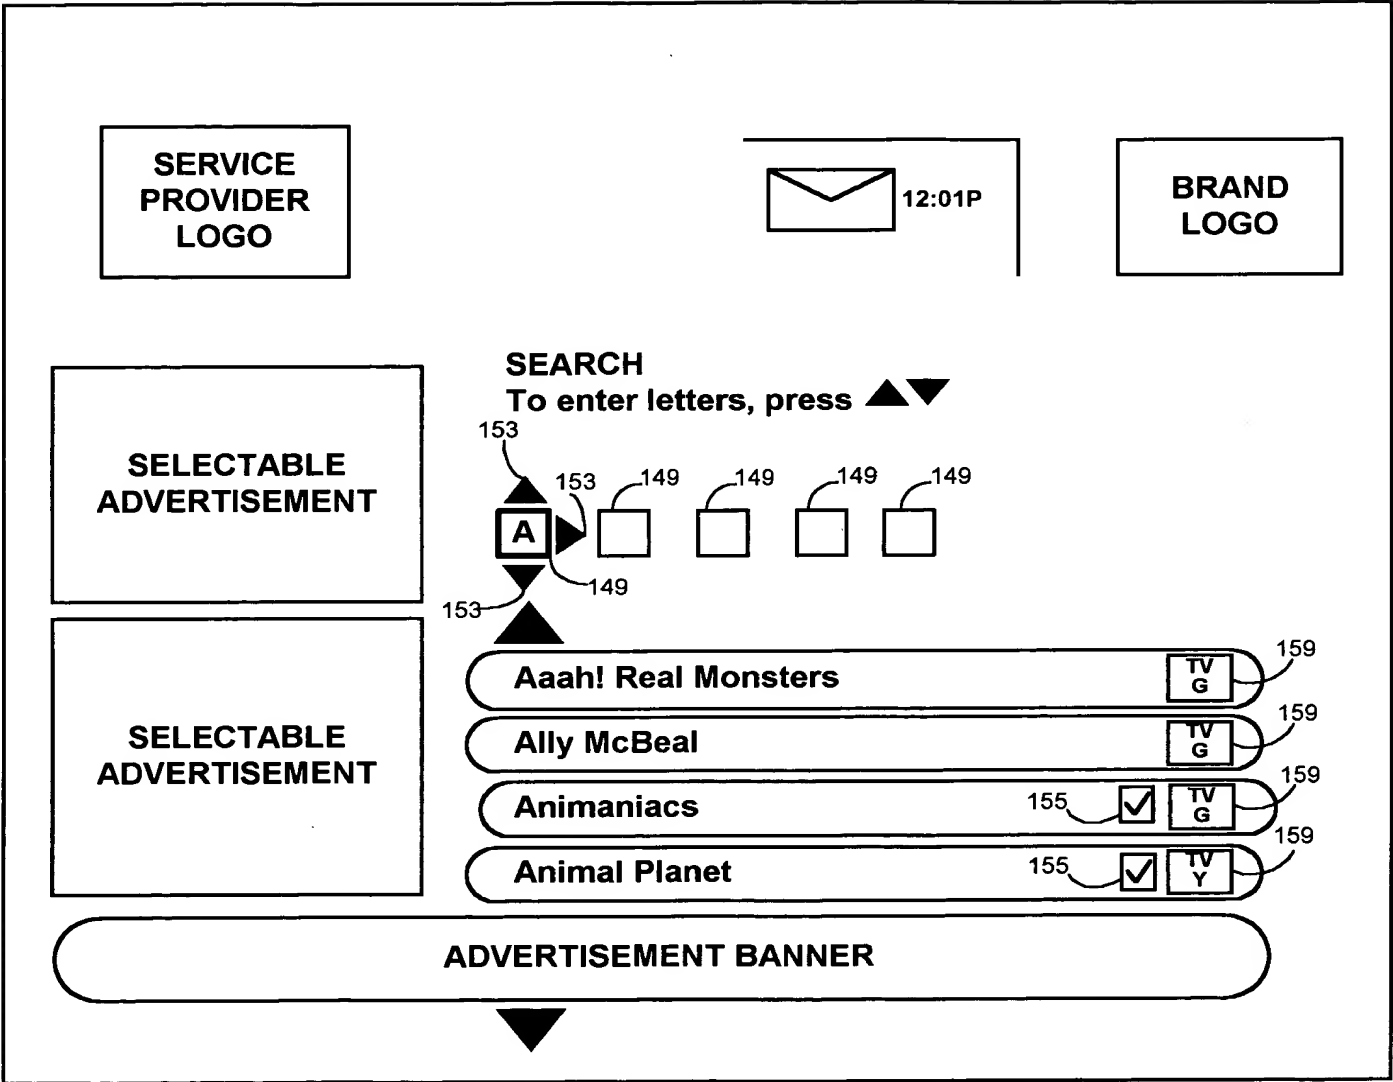 SERVICE
PROVIDER
LOGO
12:01P
BRAND
LOGO
SEARCH
To enter letters, press
153
SELECTABLE
ADVERTISEMENT
153
149
149
149
149
A
149
153
SELECTABLE
ADVERTISEMENT
Aaah! Real Monsters
TV
G
159
Ally McBeal
TV
G
159
Animaniacs
155
TV
G
159
Animal Planet
155
TV
Y
159
ADVERTISEMENT BANNER